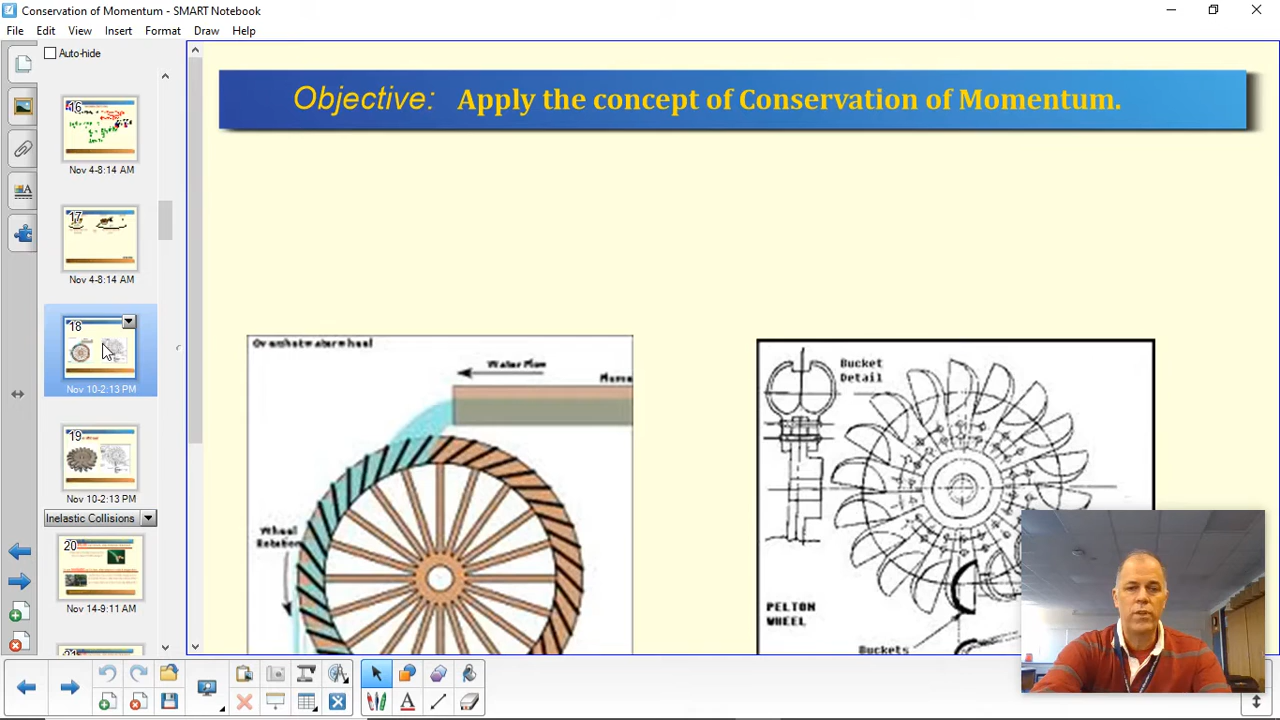 Conservation of Momentum - SMART Notebook
File Edit View Insert Format Draw Help
Auto-hide
16
Nov 4-8:14 AM
17
Nov 4-8:14 AM
18
Nov 10-2:13 PM
19
Nov 10-2:13 PM
Inelastic Collisions
20
Nov 14-9:11 AM
Objective: Apply the concept of Conservation of Momentum.
Overshot water wheel
Water Flow
Wheel
Rotation
Bucket
Detail
PELTON
WHEEL
Buckets